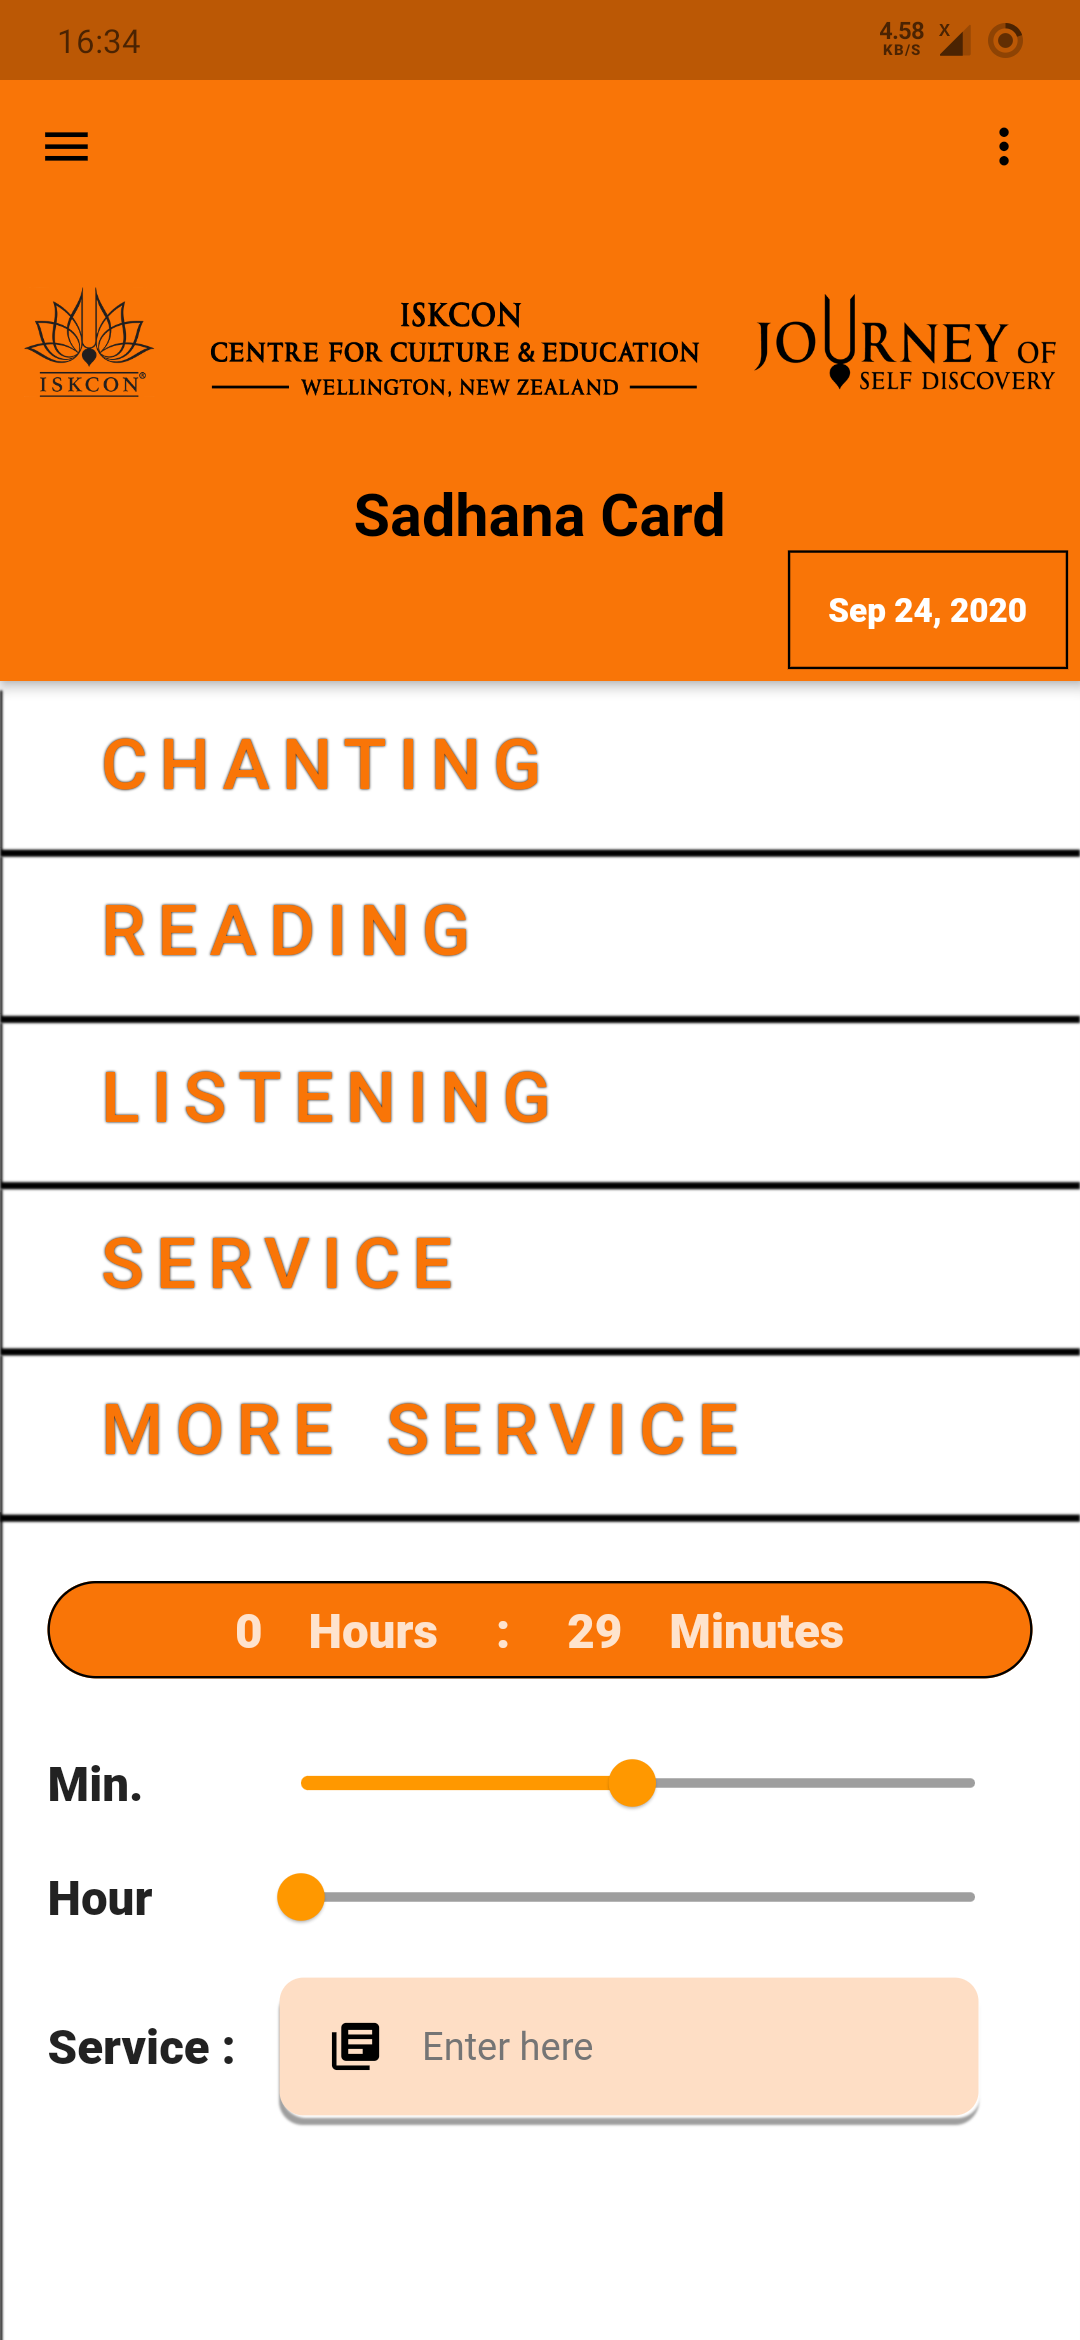 16:34
4.58
KB/S
X
ISKCON®
ISKCON
CENTRE FOR CULTURE & EDUCATION
WELLINGTON, NEW ZEALAND
JOURNEY OF
SELF DISCOVERY
Sadhana Card
Sep 24, 2020
CHANTING
READING
LISTENING
SERVICE
MORE SERVICE
0 Hours : 29 Minutes
Min.
Hour
Service :
Enter here